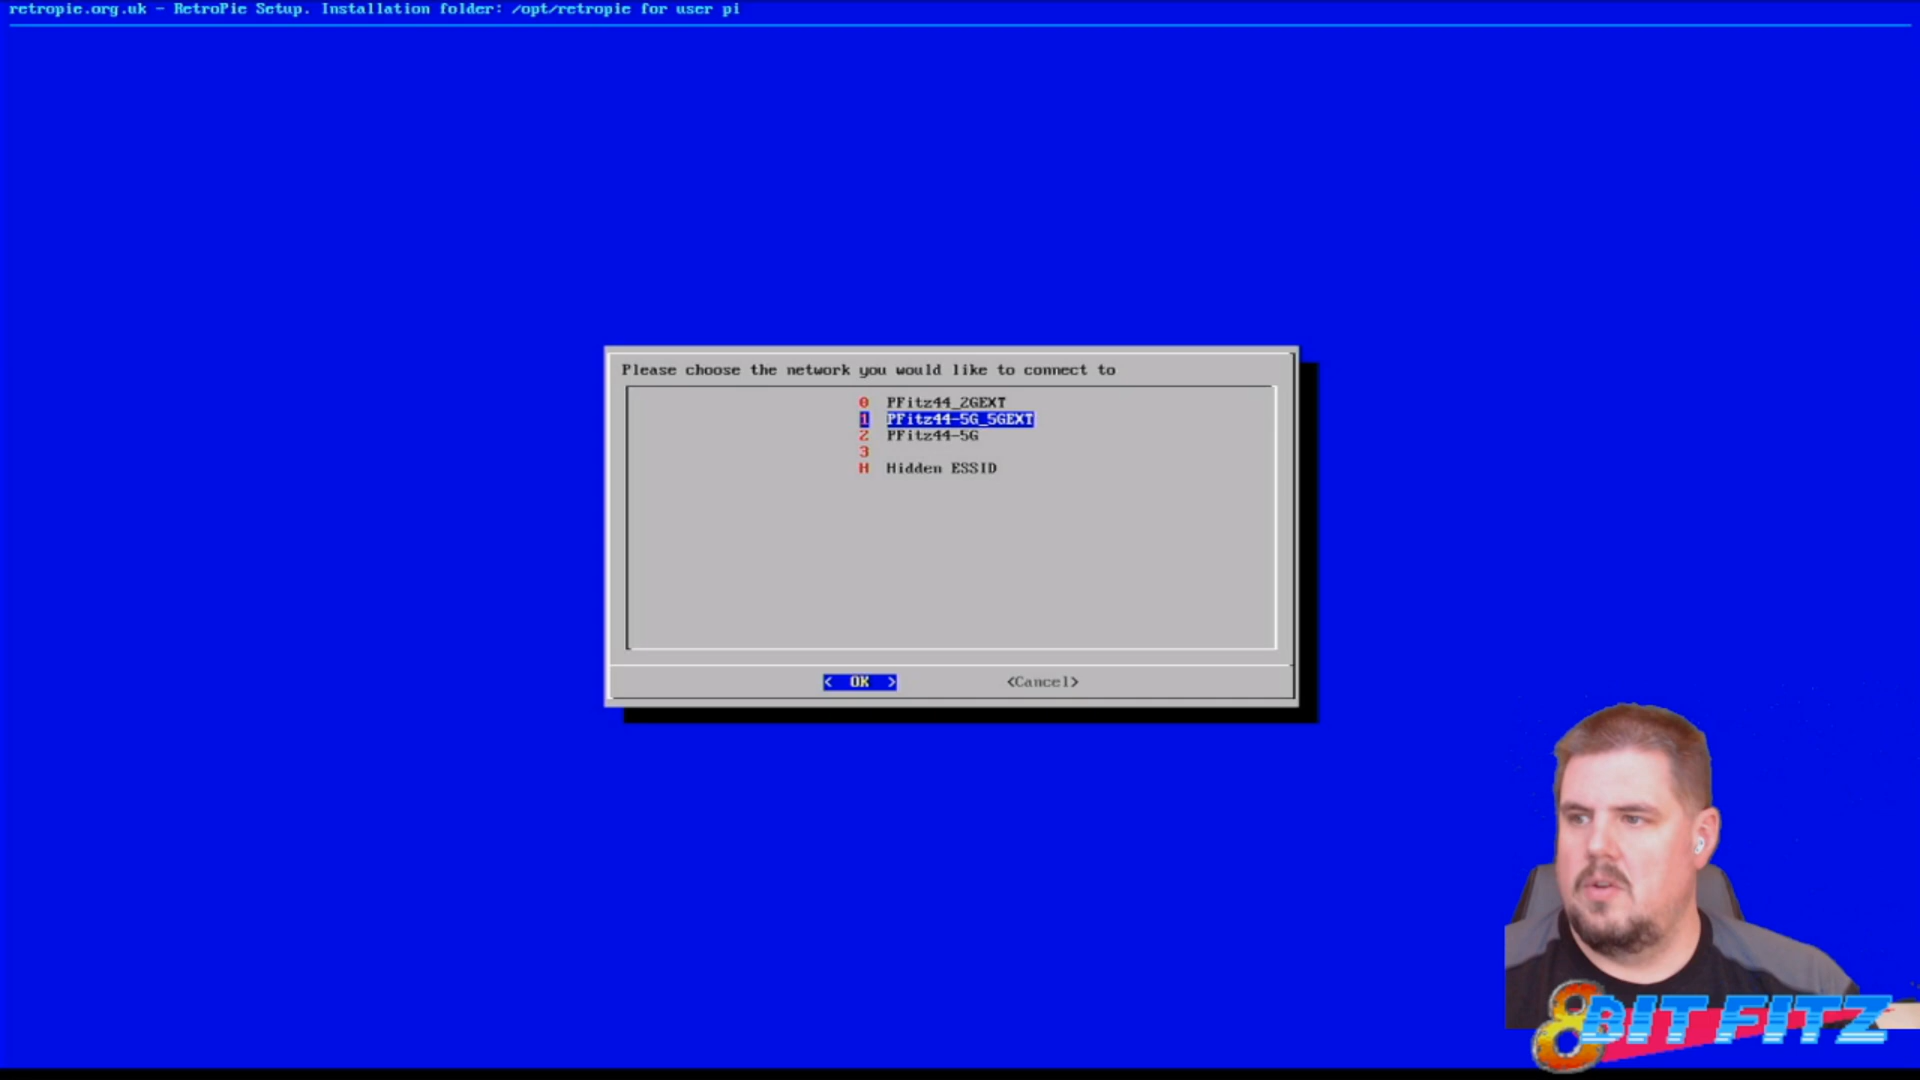 retropie.org.uk - RetroPie Setup. Installation folder: /opt/retropie for user pi
Please choose the network you would like to connect to
0 PFitz44_2GEXT
1 PFitz44-5G_5GEXT
2 PFitz44-5G
3
H Hidden ESSID
< OK > <Cancel>
8BIT FITZ